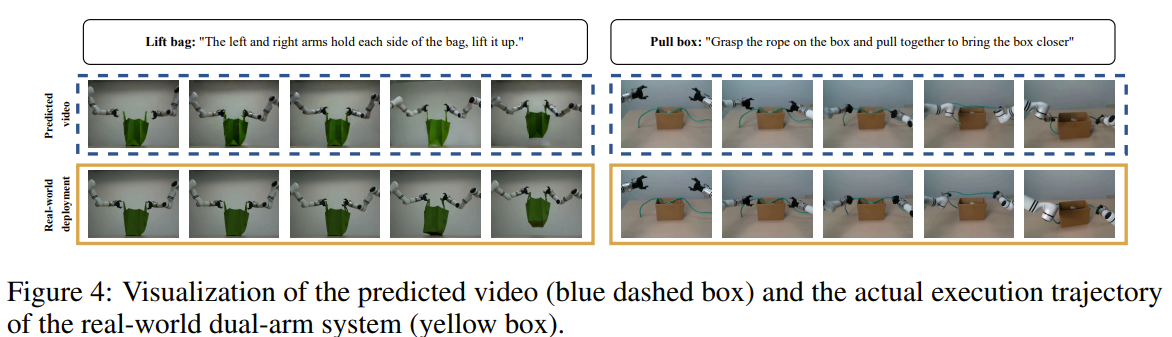 Lift bag: "The left and right arms hold each side of the bag, lift it up."
Pull box: "Grasp the rope on the box and pull together to bring the box closer"
Predicted
video
Real-world
deployment
Figure 4: Visualization of the predicted video (blue dashed box) and the actual execution trajectory
of the real-world dual-arm system (yellow box).